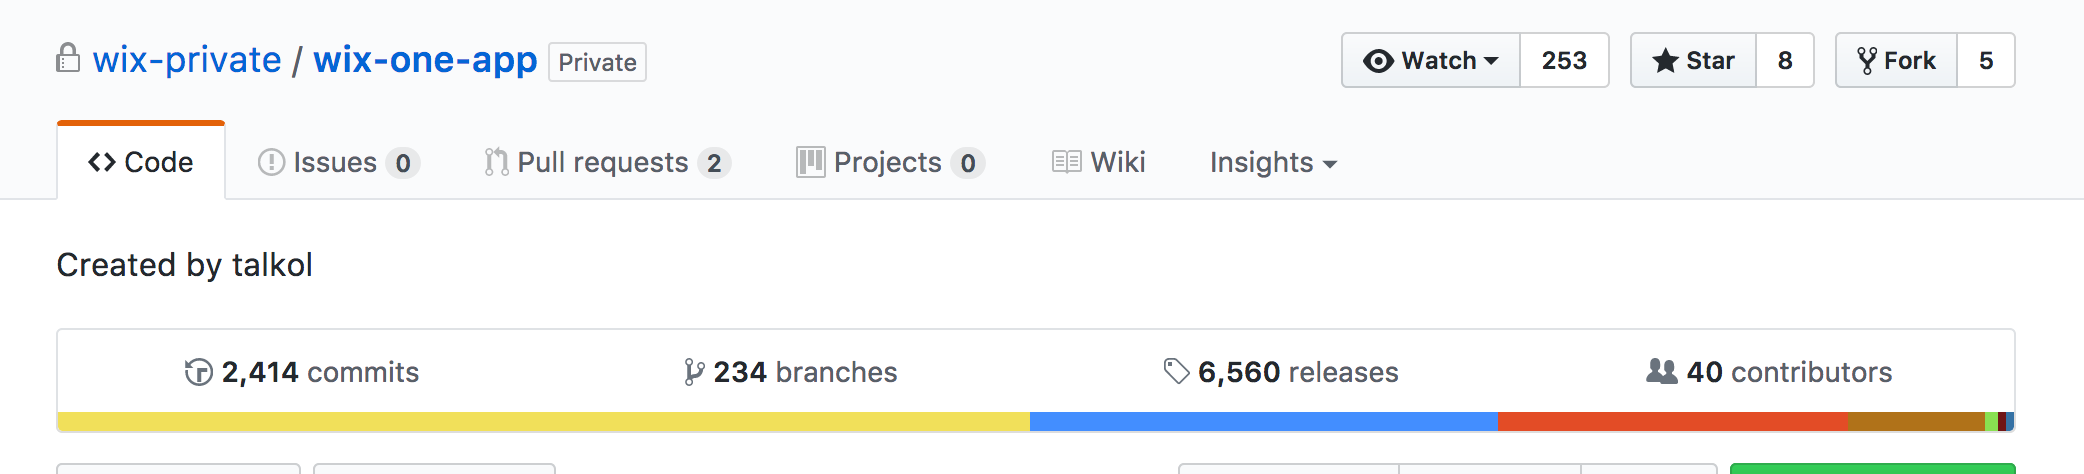 wix-private / wix-one-app Private Watch 253 Star 8 Fork 5
Code Issues 0 Pull requests 2 Projects 0 Wiki Insights
Created by talkol
2,414 commits 234 branches 6,560 releases 40 contributors